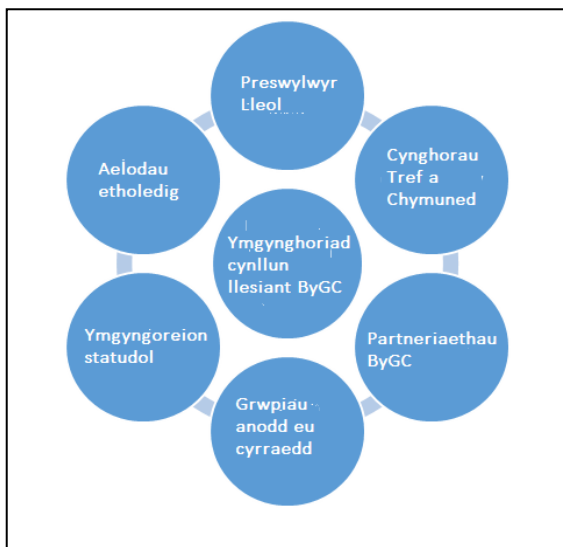 Preswylwyr
Lleol
Cynghorau
Tref a
Chymuned
Partneriaethau
ByGC
Grwpiau
anodd eu
cyrraedd
Ymgyngoreion
statudol
Aelodau
etholedig
Ymgynghoriad
cynllun
llesiant ByGC